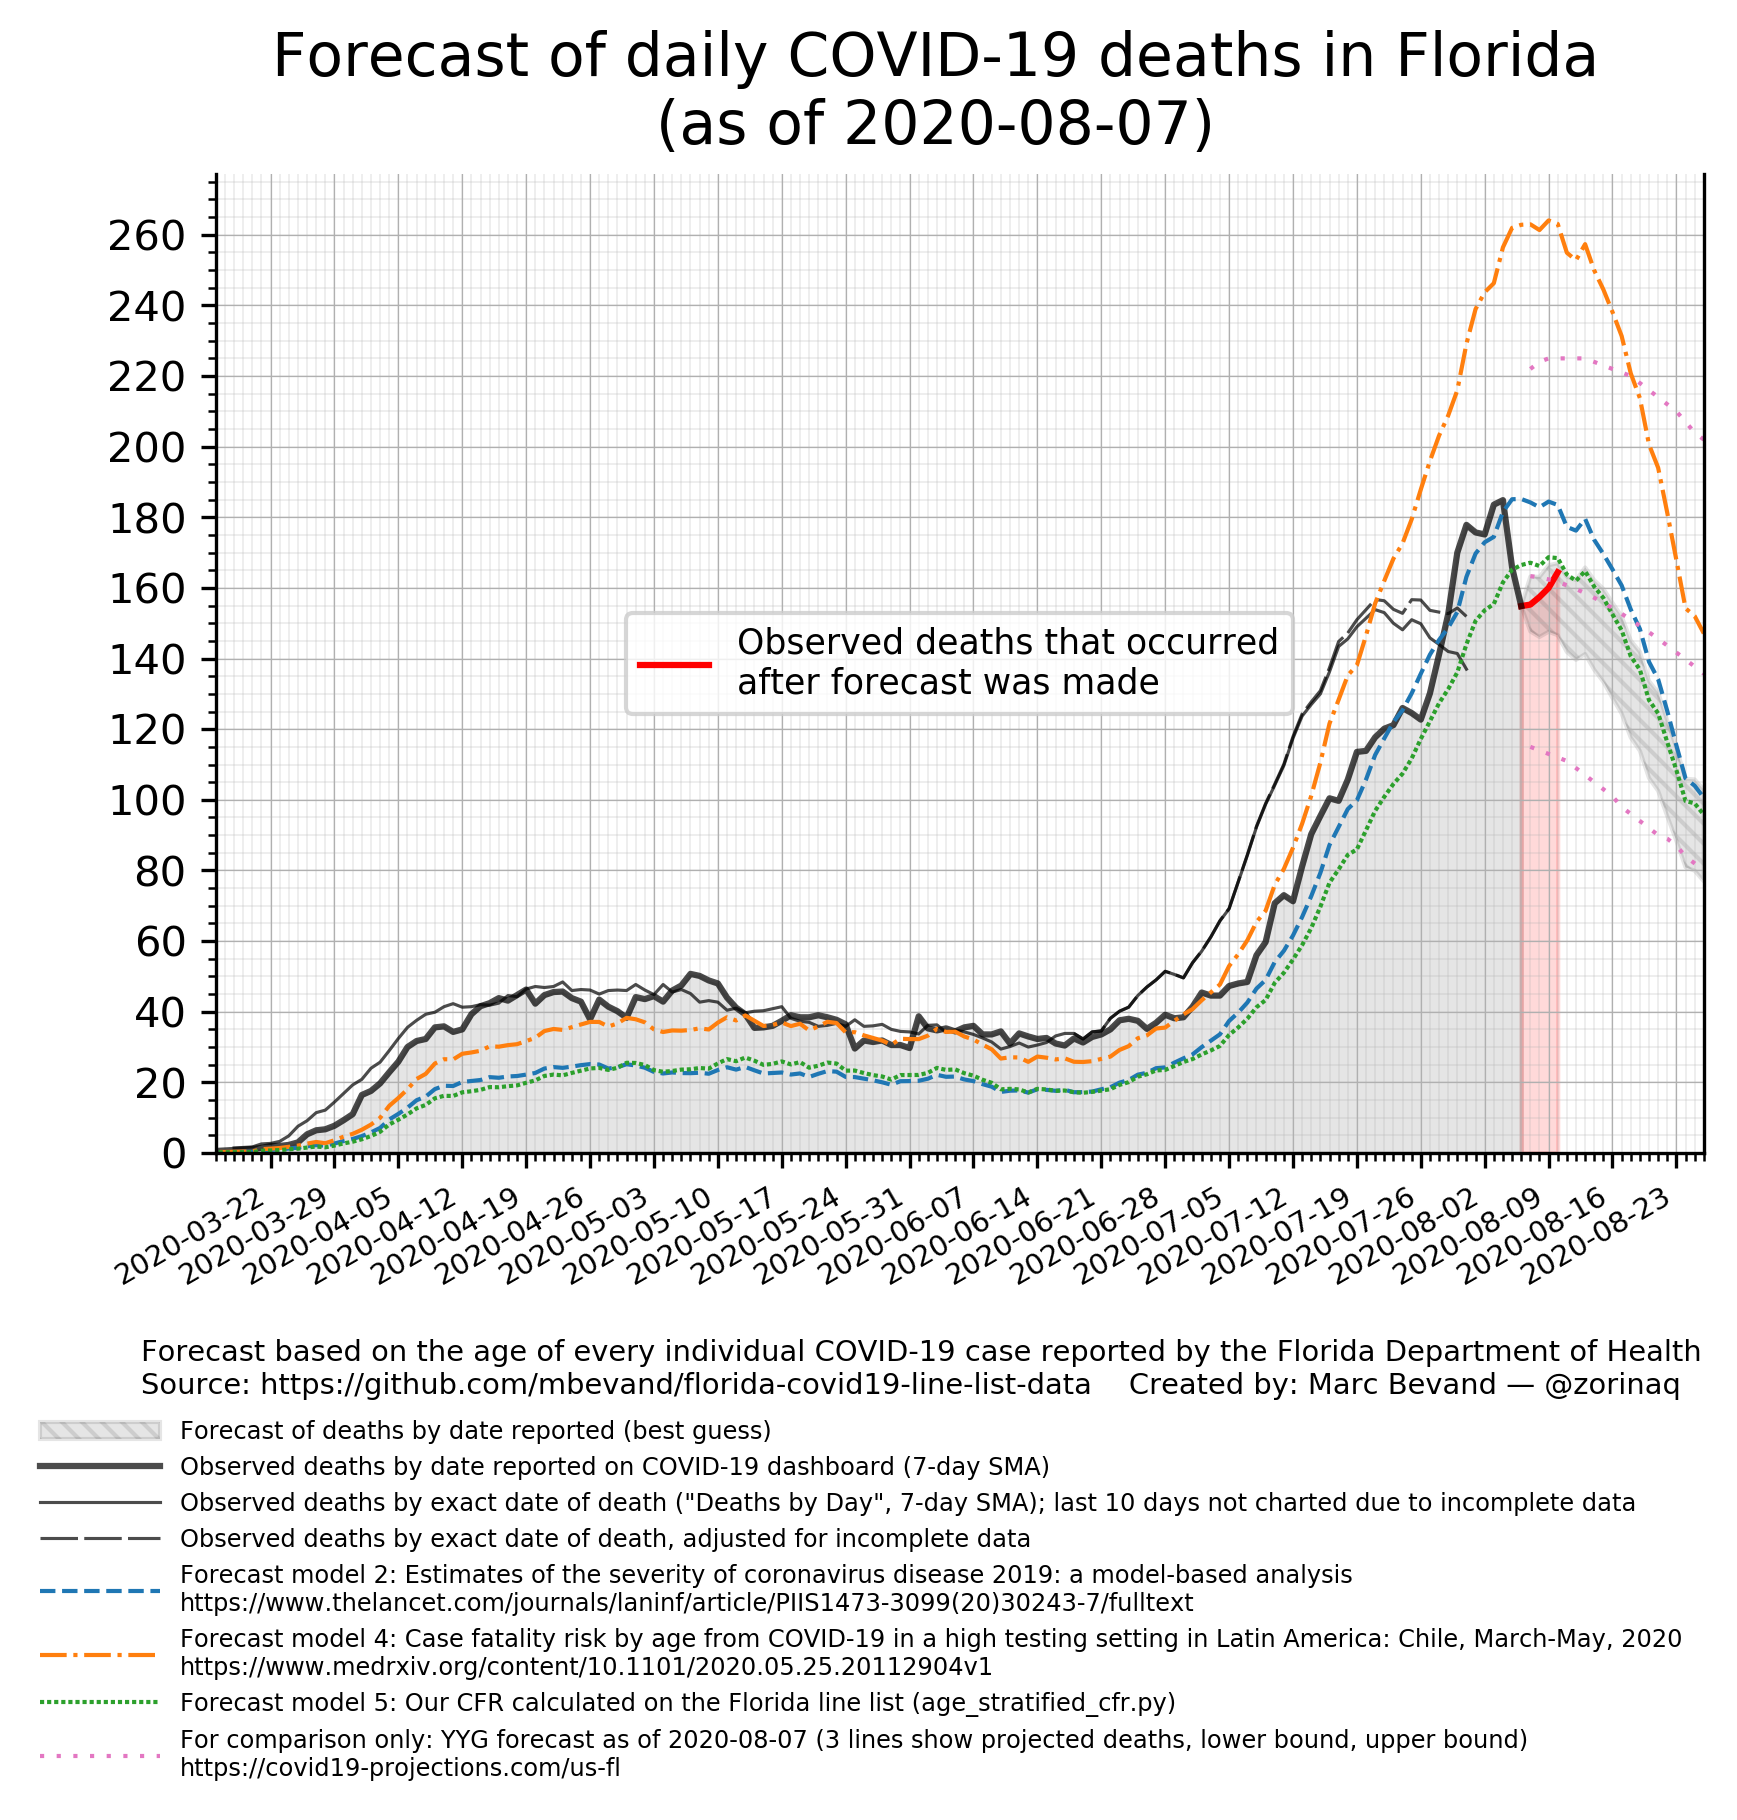 Forecast of daily COVID-19 deaths in Florida
(as of 2020-08-07)
260
240
220
200
180
160
140
120
100
80
60
40
20
0
Observed deaths that occurred
after forecast was made
2020-03-22
2020-03-29
2020-04-05
2020-04-12
2020-04-19
2020-04-26
2020-05-03
2020-05-10
2020-05-17
2020-05-24
2020-05-31
2020-06-07
2020-06-14
2020-06-21
2020-06-28
2020-07-05
2020-07-12
2020-07-19
2020-07-26
2020-08-02
2020-08-09
2020-08-16
2020-08-23
Forecast based on the age of every individual COVID-19 case reported by the Florida Department of Health
Source: https://github.com/mbevand/florida-covid19-line-list-data    Created by: Marc Bevand — @zorinaq
Forecast of deaths by date reported (best guess)
Observed deaths by date reported on COVID-19 dashboard (7-day SMA)
Observed deaths by exact date of death ("Deaths by Day", 7-day SMA); last 10 days not charted due to incomplete data
Observed deaths by exact date of death, adjusted for incomplete data
Forecast model 2: Estimates of the severity of coronavirus disease 2019: a model-based analysis
https://www.thelancet.com/journals/laninf/article/PIIS1473-3099(20)30243-7/fulltext
Forecast model 4: Case fatality risk by age from COVID-19 in a high testing setting in Latin America: Chile, March-May, 2020
https://www.medrxiv.org/content/10.1101/2020.05.25.20112904v1
Forecast model 5: Our CFR calculated on the Florida line list (age_stratified_cfr.py)
For comparison only: YYG forecast as of 2020-08-07 (3 lines show projected deaths, lower bound, upper bound)
https://covid19-projections.com/us-fl